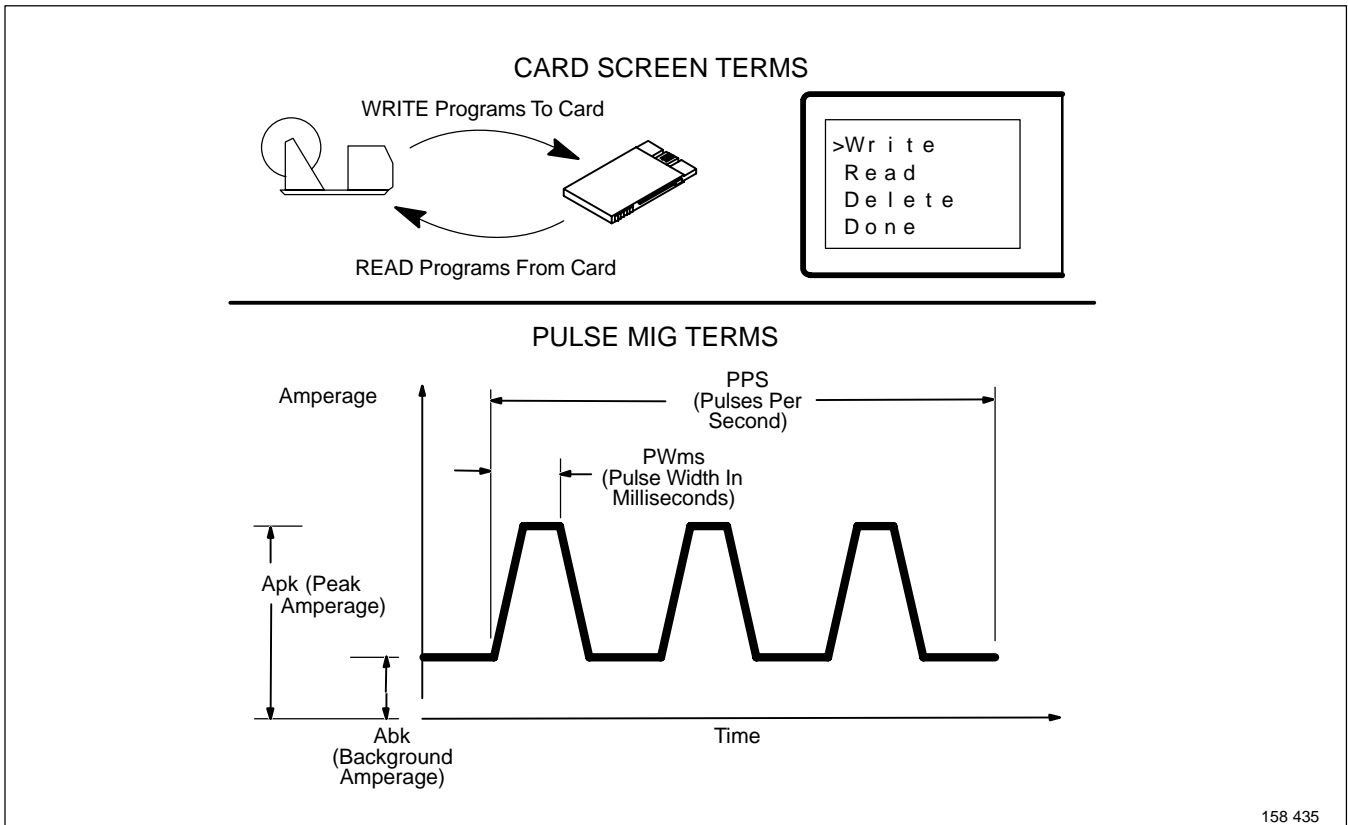 CARD SCREEN TERMS
WRITE Programs To Card
READ Programs From Card
>Write
Read
Delete
Done
PULSE MIG TERMS
Amperage
PPS
(Pulses Per
Second)
PWms
(Pulse Width In
Milliseconds)
Apk (Peak
Amperage)
Abk
(Background
Amperage)
Time
158 435